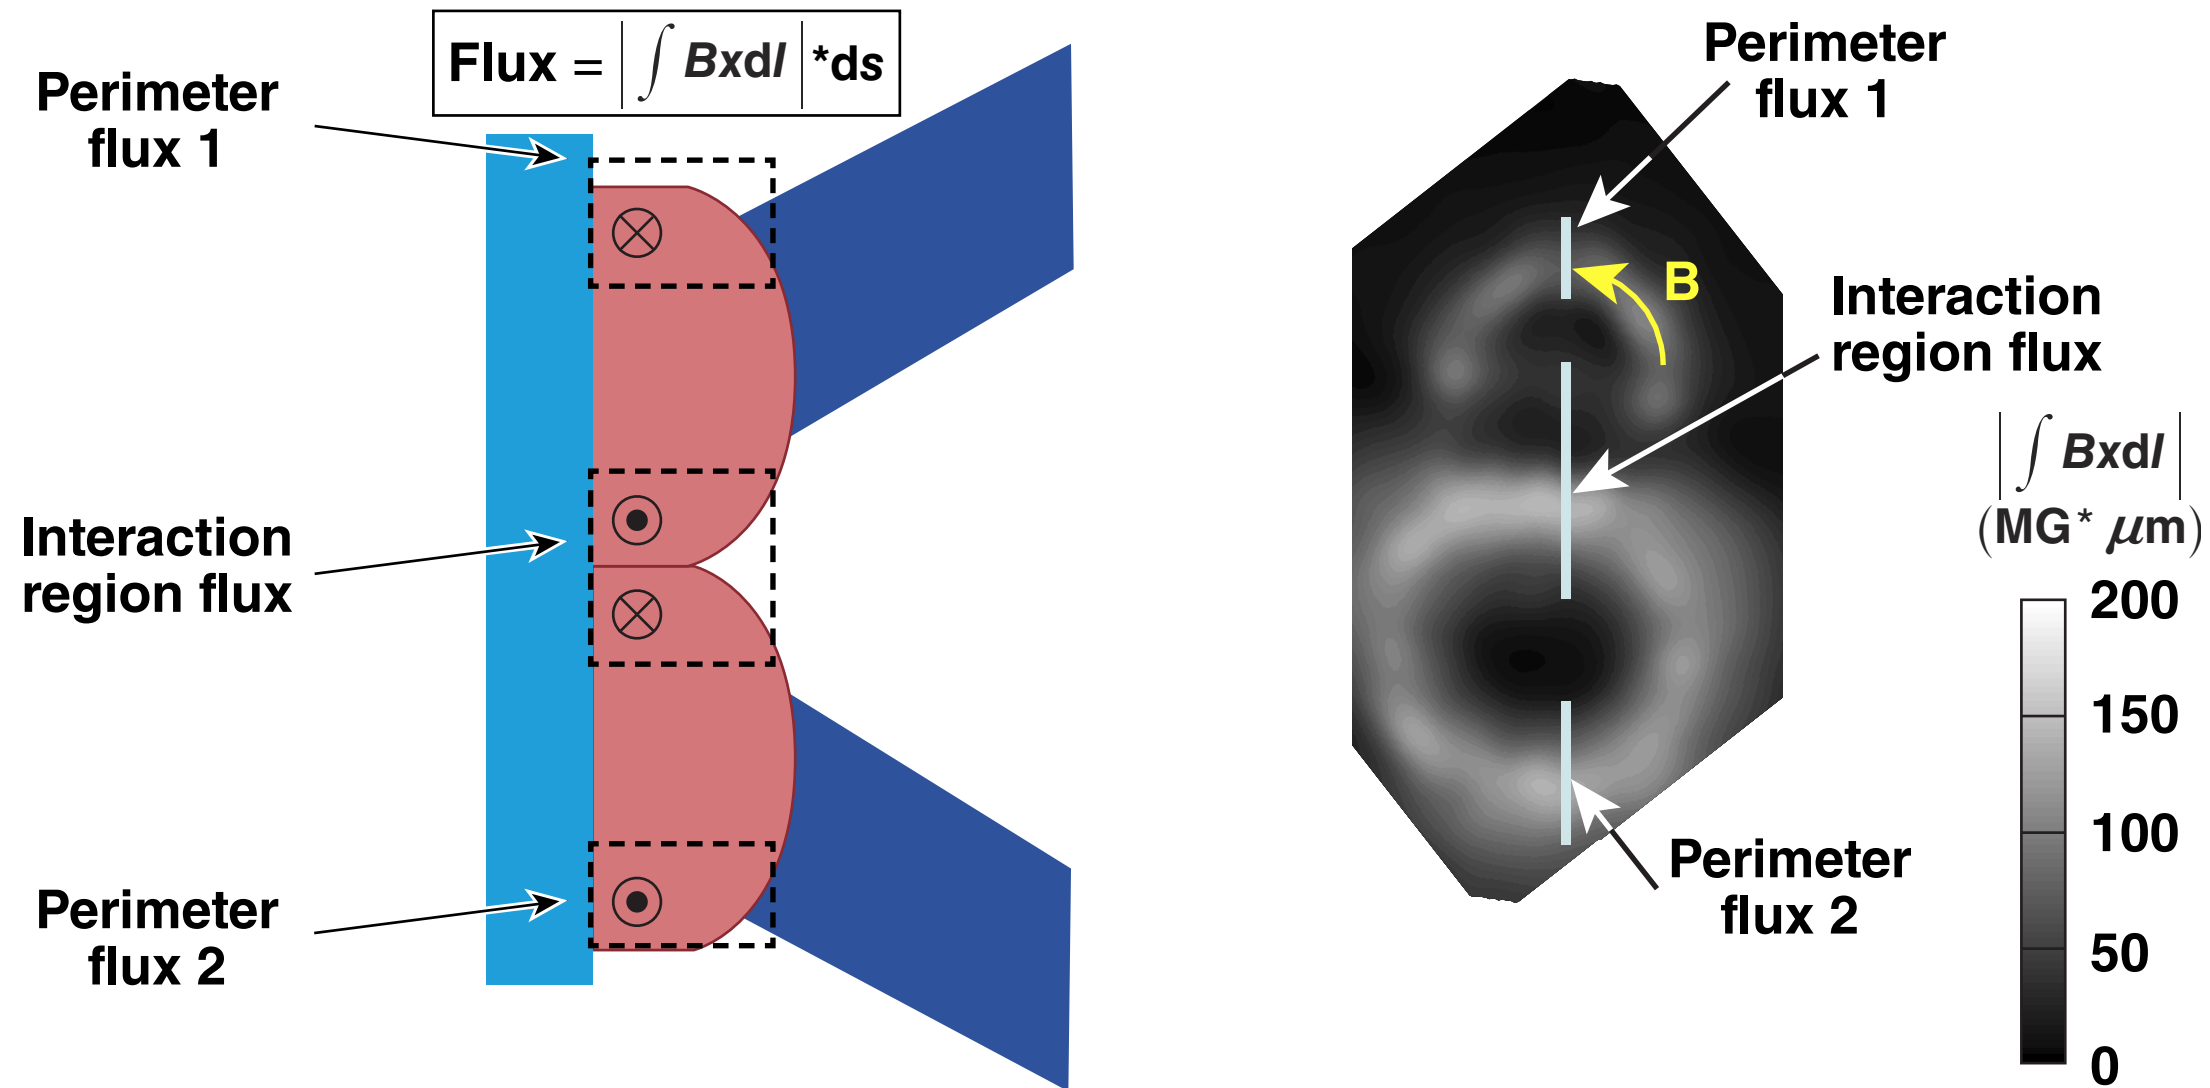 Flux = | ∫ Bxdl | *ds
Perimeter
flux 1
Interaction
region flux
Perimeter
flux 2
Perimeter
flux 1
B
Interaction
region flux
Perimeter
flux 2
| ∫ Bxdl |
(MG* μm)
200
150
100
50
0